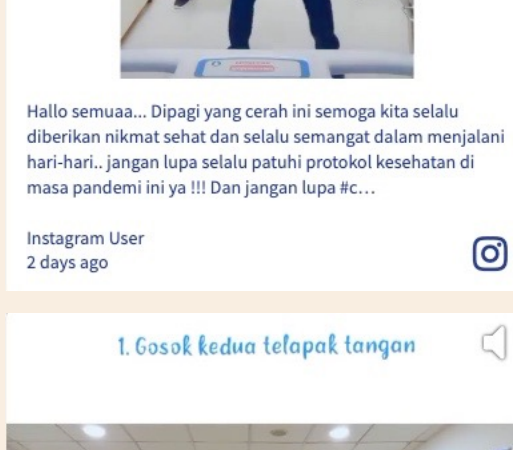 Hallo semuaa... Dipagi yang cerah ini semoga kita selalu
diberikan nikmat sehat dan selalu semangat dalam menjalani
hari-hari.. jangan lupa selalu patuhi protokol kesehatan di
masa pandemi ini ya !!! Dan jangan lupa #c...
Instagram User
2 days ago
1. Gosok kedua telapak tangan